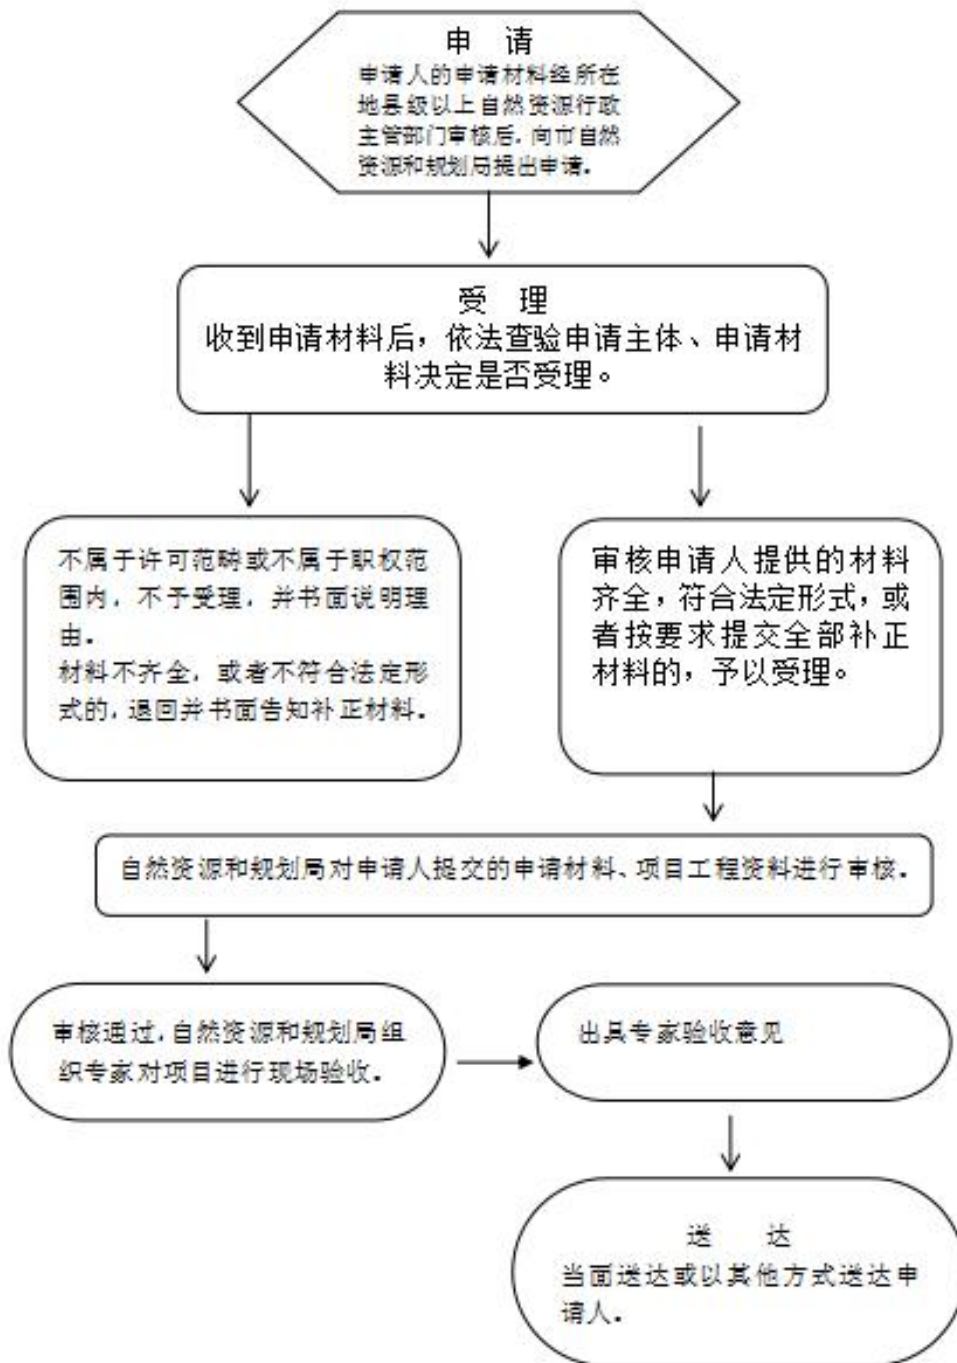 申 请
申请人的申请材料经所在
地县级以上自然资源行政
主管部门审核后，向市自然
资源和规划局提出申请。
受 理
收到申请材料后，依法查验申请主体、申请材
料决定是否受理。
不属于许可范畴或不属于职权范
围内，不予受理，并书面说明理
由。
材料不齐全，或者不符合法定形
式的，退回并书面告知补正材料。
审核申请人提供的材料
齐全，符合法定形式，或
者按要求提交全部补正
材料的，予以受理。
自然资源和规划局对申请人提交的申请材料、项目工程资料进行审核。
审核通过，自然资源和规划局组
织专家对项目进行现场验收。
出具专家验收意见
送 达
当面送达或以其他方式送达申
请人。